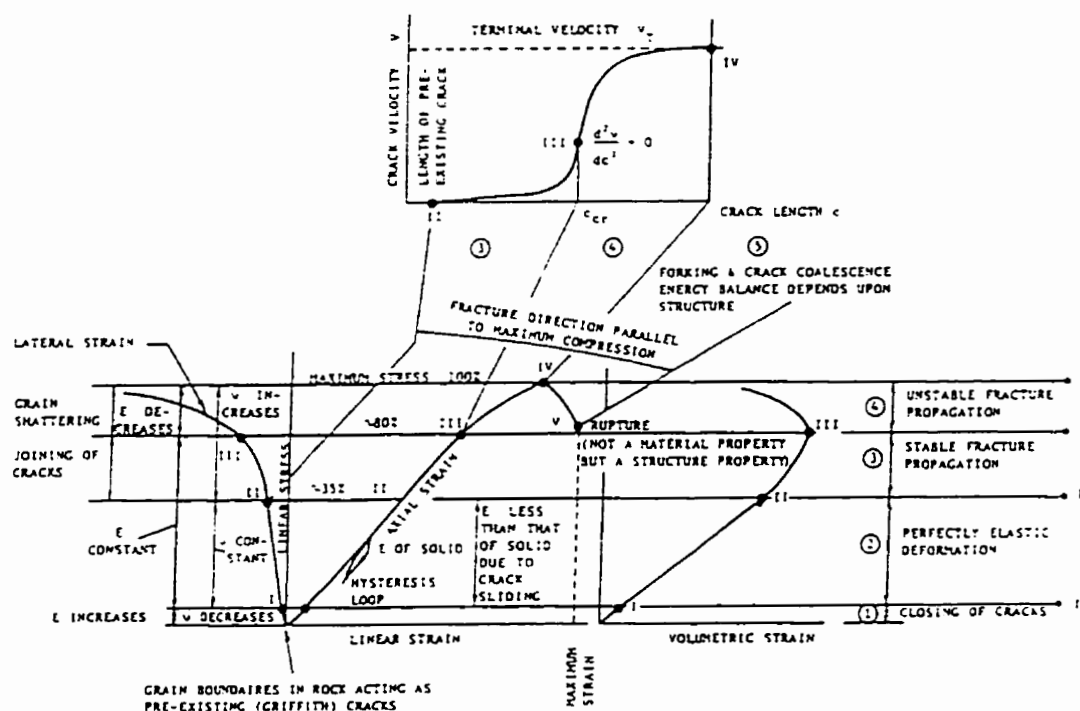 TERMINAL VELOCITY V_T
V
CRACK VELOCITY
LENGTH OF PRE-
EXISTING CRACK
IV
III
d²v
dc²
= 0
II
c_cr
CRACK LENGTH c
③
④
⑤
FORKING & CRACK COALESCENCE
ENERGY BALANCE DEPENDS UPON
STRUCTURE
FRACTURE DIRECTION PARALLEL
TO MAXIMUM COMPRESSION
LATERAL STRAIN
MAXIMUM STRESS 100%
IV
GRAIN
SHATTERING
E DE-
CREASES
ν IN-
CREASES
~80%
III
V
RUPTURE
(NOT A MATERIAL PROPERTY
BUT A STRUCTURE PROPERTY)
III
④
UNSTABLE FRACTURE
PROPAGATION
JOINING OF
CRACKS
III
③
STABLE FRACTURE
PROPAGATION
II
LINEAR STRESS
~35%
II
AXIAL STRAIN
II
E
CONSTANT
ν CON-
STANT
E OF SOLID
HYSTERESIS
LOOP
E LESS
THAN THAT
OF SOLID
DUE TO
CRACK
SLIDING
②
PERFECTLY ELASTIC
DEFORMATION
E INCREASES
ν DECREASES
I
I
①
CLOSING OF CRACKS
I
LINEAR STRAIN
VOLUMETRIC STRAIN
MAXIMUM
STRAIN
GRAIN BOUNDAIRES IN ROCK ACTING AS
PRE-EXISTING (GRIFFITH) CRACKS